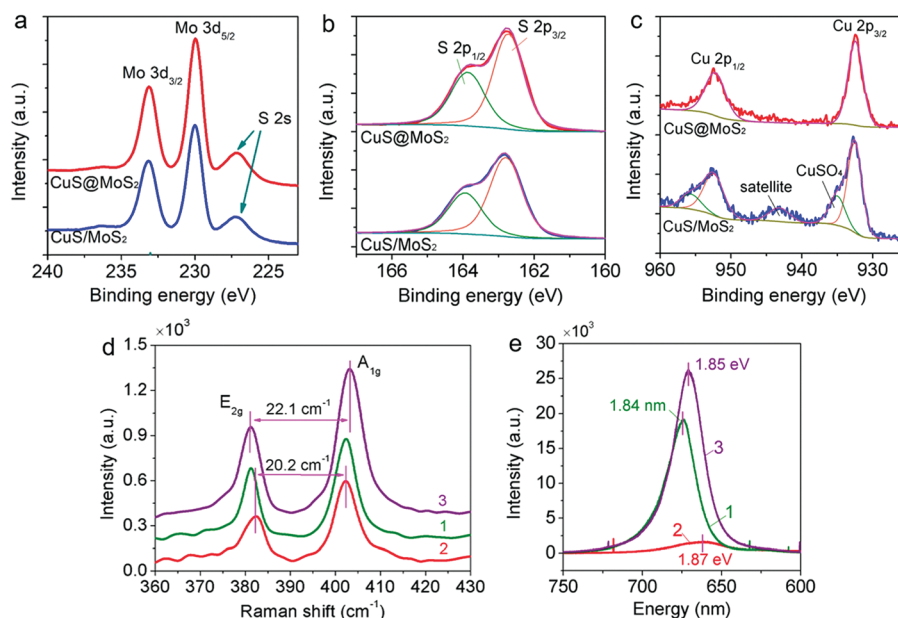 a
Intensity (a.u.)
Mo 3d3/2
Mo 3d5/2
S 2s
CuS@MoS2
CuS/MoS2
240 235 230 225
Binding energy (eV)
b
Intensity (a.u.)
S 2p1/2
S 2p3/2
CuS@MoS2
CuS/MoS2
166 164 162 160
Binding energy (eV)
c
Intensity (a.u.)
Cu 2p1/2
Cu 2p3/2
CuS@MoS2
CuSO4
satellite
CuS/MoS2
960 950 940 930
Binding energy (eV)
d
×10³
Intensity (a.u.)
1.5
1.2
0.9
0.6
0.3
0.0
E2g
A1g
22.1 cm⁻¹
20.2 cm⁻¹
3
1
2
360 370 380 390 400 410 420 430
Raman shift (cm⁻¹)
e
×10³
Intensity (a.u.)
30
25
20
15
10
5
0
1.85 eV
1.84 nm
3
1
2
1.87 eV
750 700 650 600
Energy (nm)